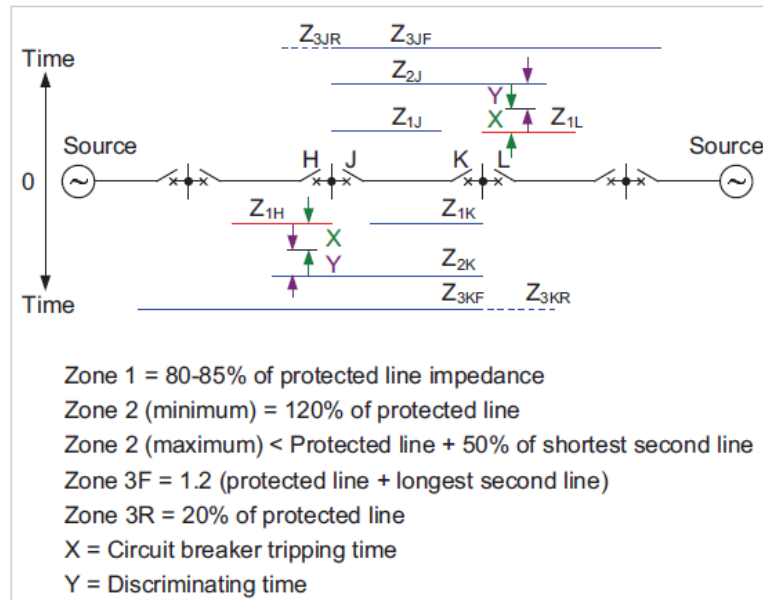 Z3JR Z3JF
Time
Z2J
Y
Z1J X Z1L
Source H J K L Source
0
Z1H Z1K
X
Y Z2K
Time Z3KF Z3KR
Zone 1 = 80-85% of protected line impedance
Zone 2 (minimum) = 120% of protected line
Zone 2 (maximum) < Protected line + 50% of shortest second line
Zone 3F = 1.2 (protected line + longest second line)
Zone 3R = 20% of protected line
X = Circuit breaker tripping time
Y = Discriminating time